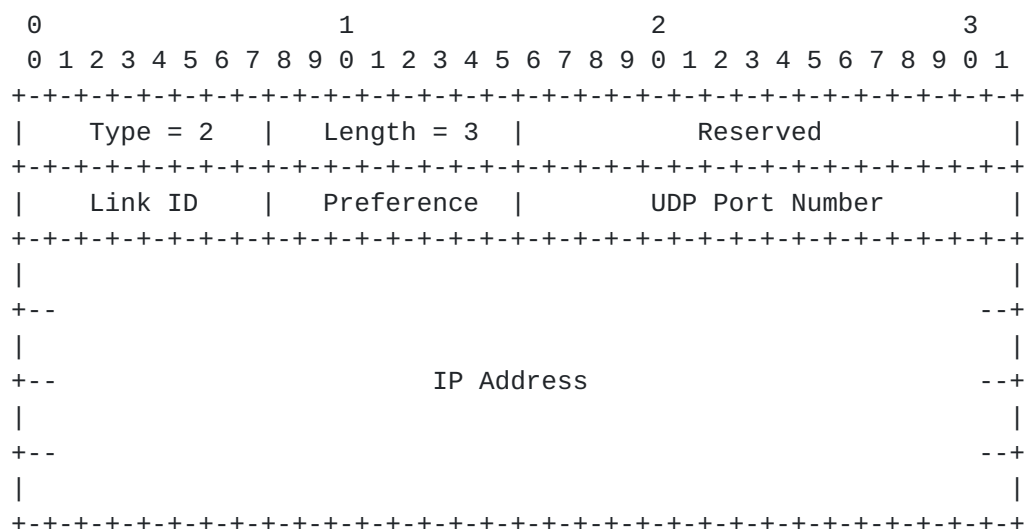 0                   1                   2                   3
 0 1 2 3 4 5 6 7 8 9 0 1 2 3 4 5 6 7 8 9 0 1 2 3 4 5 6 7 8 9 0 1
+-+-+-+-+-+-+-+-+-+-+-+-+-+-+-+-+-+-+-+-+-+-+-+-+-+-+-+-+-+-+-+-+
|    Type = 2   |   Length = 3  |           Reserved            |
+-+-+-+-+-+-+-+-+-+-+-+-+-+-+-+-+-+-+-+-+-+-+-+-+-+-+-+-+-+-+-+-+
|    Link ID    |   Preference  |        UDP Port Number        |
+-+-+-+-+-+-+-+-+-+-+-+-+-+-+-+-+-+-+-+-+-+-+-+-+-+-+-+-+-+-+-+-+
|                                                               |
+--                                                           --+
|                                                               |
+--                        IP Address                         --+
|                                                               |
+--                                                           --+
|                                                               |
+-+-+-+-+-+-+-+-+-+-+-+-+-+-+-+-+-+-+-+-+-+-+-+-+-+-+-+-+-+-+-+-+